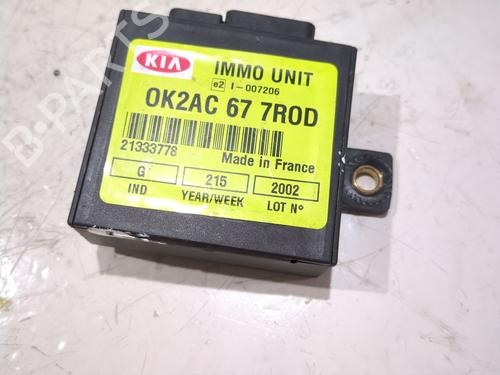 KIA IMMO UNIT
e2 I-007206
OK2AC 67 7ROD
21333778 Made in France
G 215 2002
IND YEAR/WEEK LOT Nº
B-PARTS